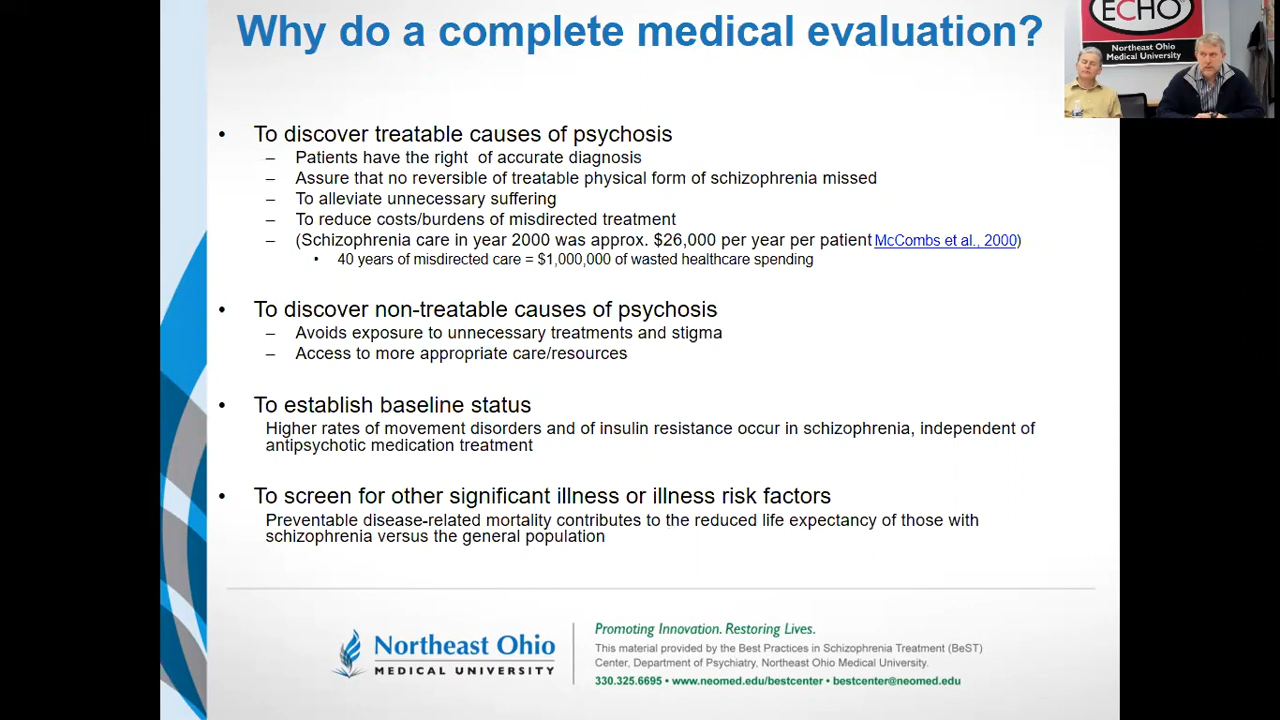 Why do a complete medical evaluation?
ECHO
Northeast Ohio
Medical University
• To discover treatable causes of psychosis
– Patients have the right of accurate diagnosis
– Assure that no reversible of treatable physical form of schizophrenia missed
– To alleviate unnecessary suffering
– To reduce costs/burdens of misdirected treatment
– (Schizophrenia care in year 2000 was approx. $26,000 per year per patient McCombs et al., 2000)
• 40 years of misdirected care = $1,000,000 of wasted healthcare spending
• To discover non-treatable causes of psychosis
– Avoids exposure to unnecessary treatments and stigma
– Access to more appropriate care/resources
• To establish baseline status
Higher rates of movement disorders and of insulin resistance occur in schizophrenia, independent of
antipsychotic medication treatment
• To screen for other significant illness or illness risk factors
Preventable disease-related mortality contributes to the reduced life expectancy of those with
schizophrenia versus the general population
Northeast Ohio
MEDICAL UNIVERSITY
Promoting Innovation. Restoring Lives.
This material provided by the Best Practices in Schizophrenia Treatment (BeST)
Center, Department of Psychiatry, Northeast Ohio Medical University.
330.325.6695 • www.neomed.edu/bestcenter • bestcenter@neomed.edu